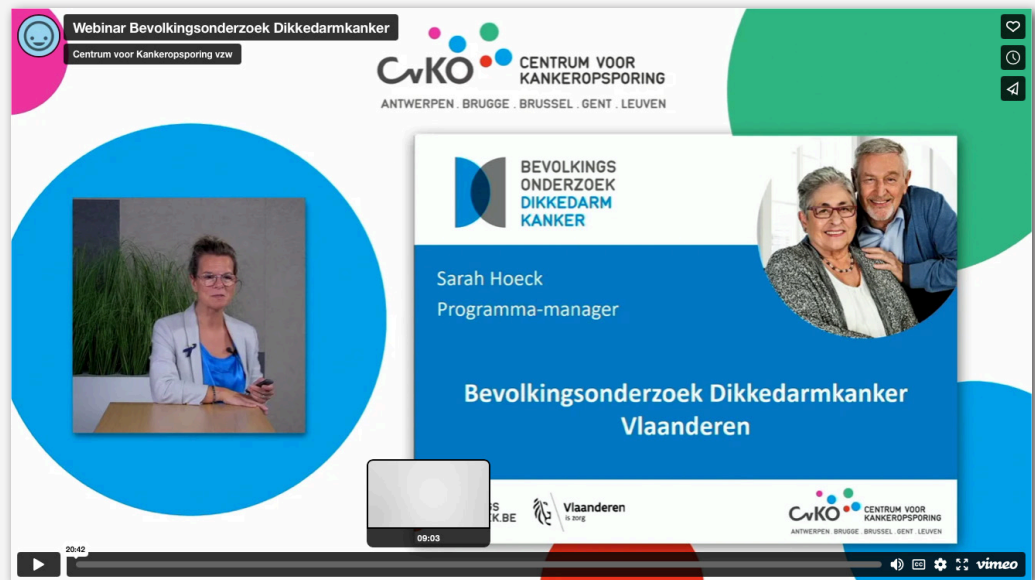 Webinar Bevolkingsonderzoek Dikkedarmkanker
Centrum voor Kankeropsporing vzw
CvKO CENTRUM VOOR
KANKEROPSPORING
ANTWERPEN . BRUGGE . BRUSSEL . GENT . LEUVEN
BEVOLKINGS
ONDERZOEK
DIKKEDARM
KANKER
Sarah Hoeck
Programma-manager
Bevolkingsonderzoek Dikkedarmkanker
Vlaanderen
K.BE
Vlaanderen
is zorg
CvKO CENTRUM VOOR
KANKEROPSPORING
ANTWERPEN . BRUGGE . BRUSSEL . GENT . LEUVEN
09:03
20:42
CC
vimeo